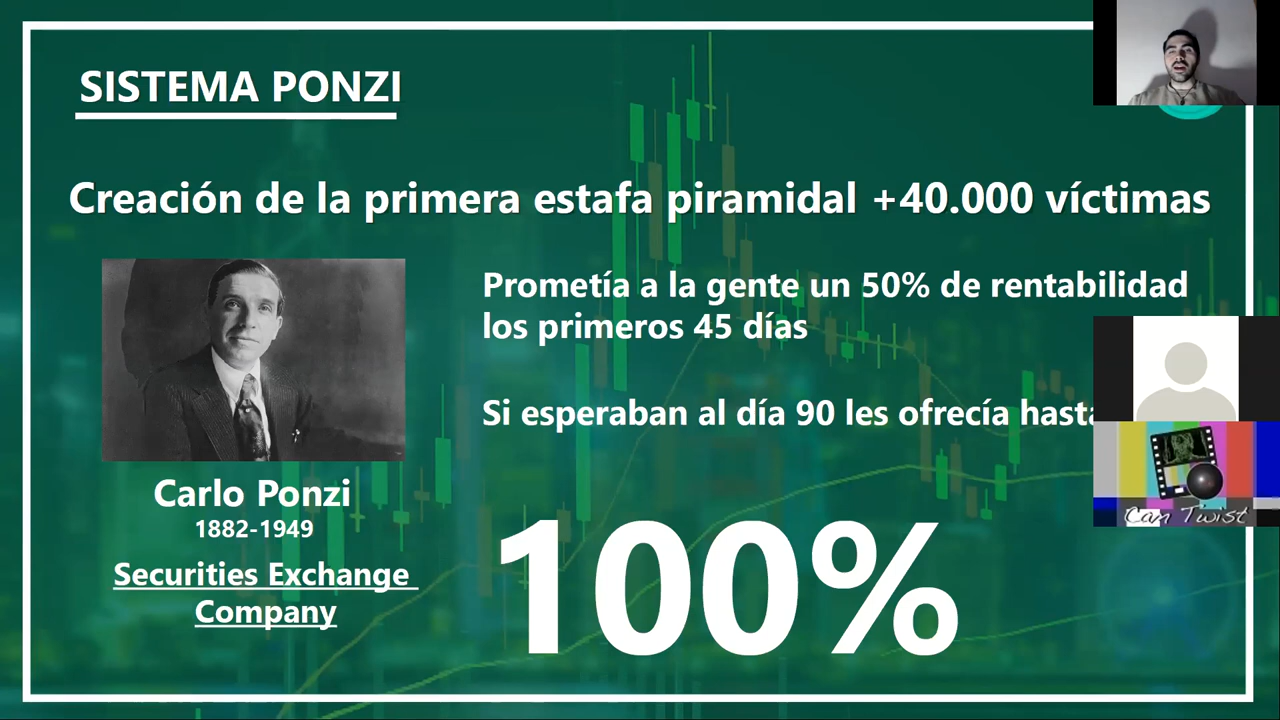 SISTEMA PONZI
Creación de la primera estafa piramidal +40.000 víctimas
Prometía a la gente un 50% de rentabilidad
los primeros 45 días
Si esperaban al día 90 les ofrecía hasta
100%
Carlo Ponzi
1882-1949
Securities Exchange
Company
Can Twist